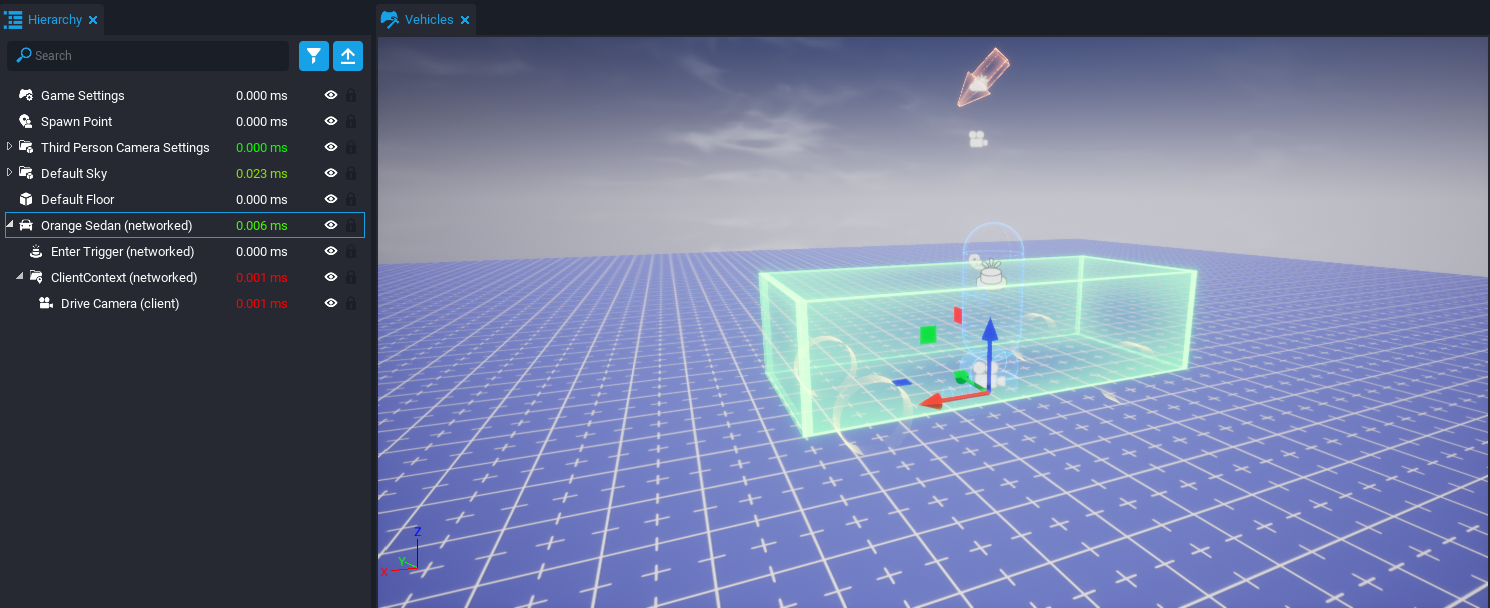 Hierarchy
Vehicles
Search
Game Settings 0.000 ms
Spawn Point 0.000 ms
Third Person Camera Settings 0.000 ms
Default Sky 0.023 ms
Default Floor 0.000 ms
Orange Sedan (networked) 0.006 ms
Enter Trigger (networked) 0.000 ms
ClientContext (networked) 0.001 ms
Drive Camera (client) 0.001 ms
Z
Y
X